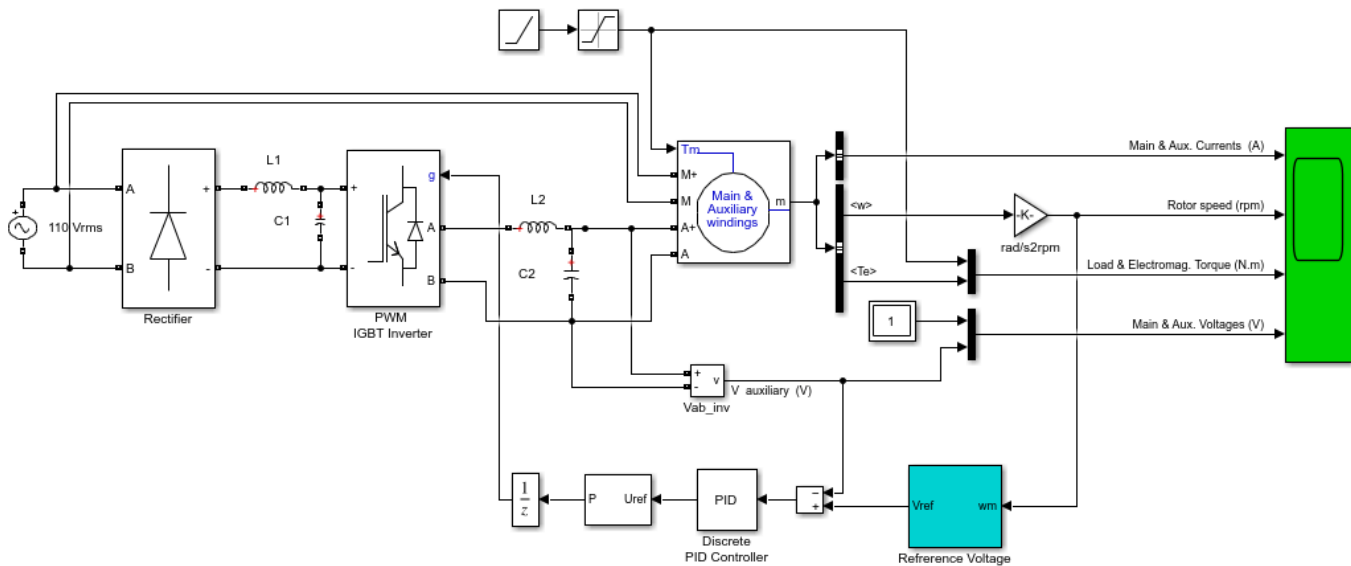 Main & Aux. Currents (A)
Tm
L1
M+
g
Main &
Auxiliary
windings
m
A
+
+
M
L2
<w>
-K-
Rotor speed (rpm)
+
110 Vrms
C1
A
A+
rad/s2rpm
A
<Te>
Load & Electromag. Torque (N.m)
B
-
-
C2
B
Rectifier
PWM
IGBT Inverter
1
Main & Aux. Voltages (V)
+
-
v
V auxiliary (V)
Vab_inv
1
z
P
Uref
PID
−
+
Vref
wm
Discrete
PID Controller
Refrerence Voltage